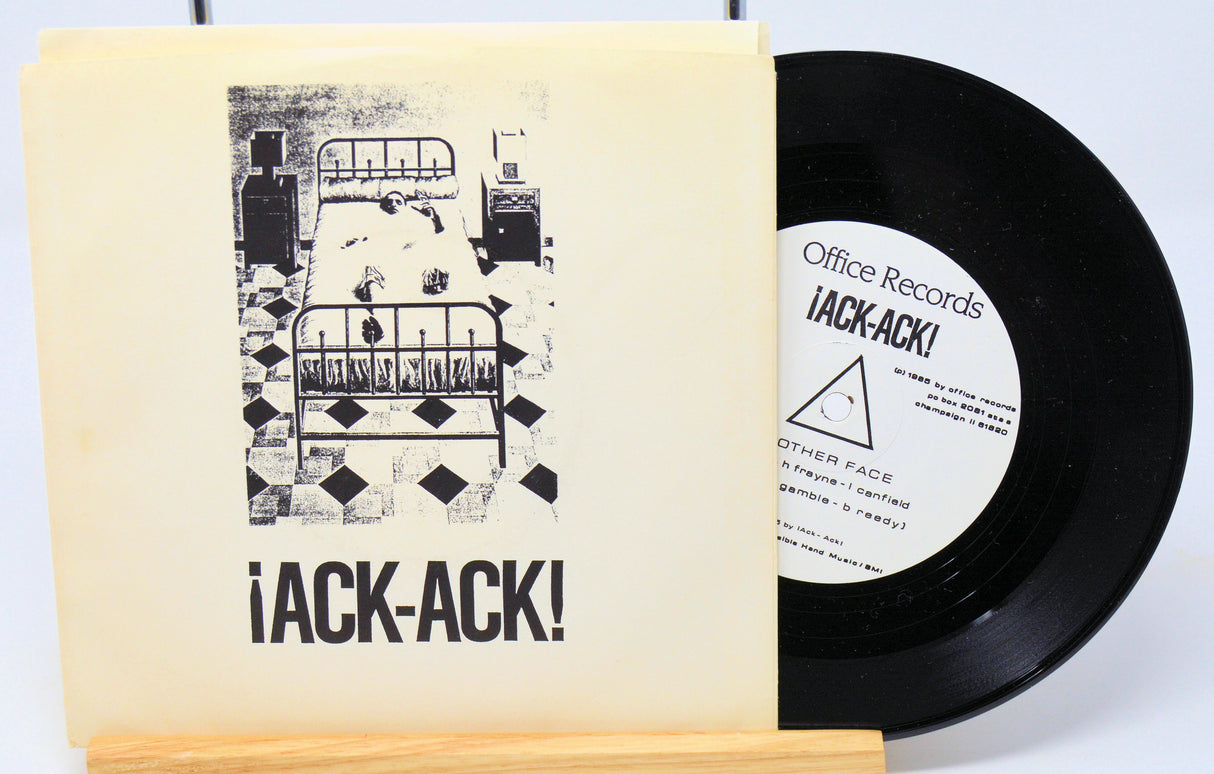 ¡ACK-ACK!
Office Records
¡ACK-ACK!
(p) 1985 by office records
po box 2081 sta a
champaign il 61820
OTHER FACE
h frayne - l canfield
gamble - b reedy)
by ¡Ack-Ack!
Hand Music / BMI